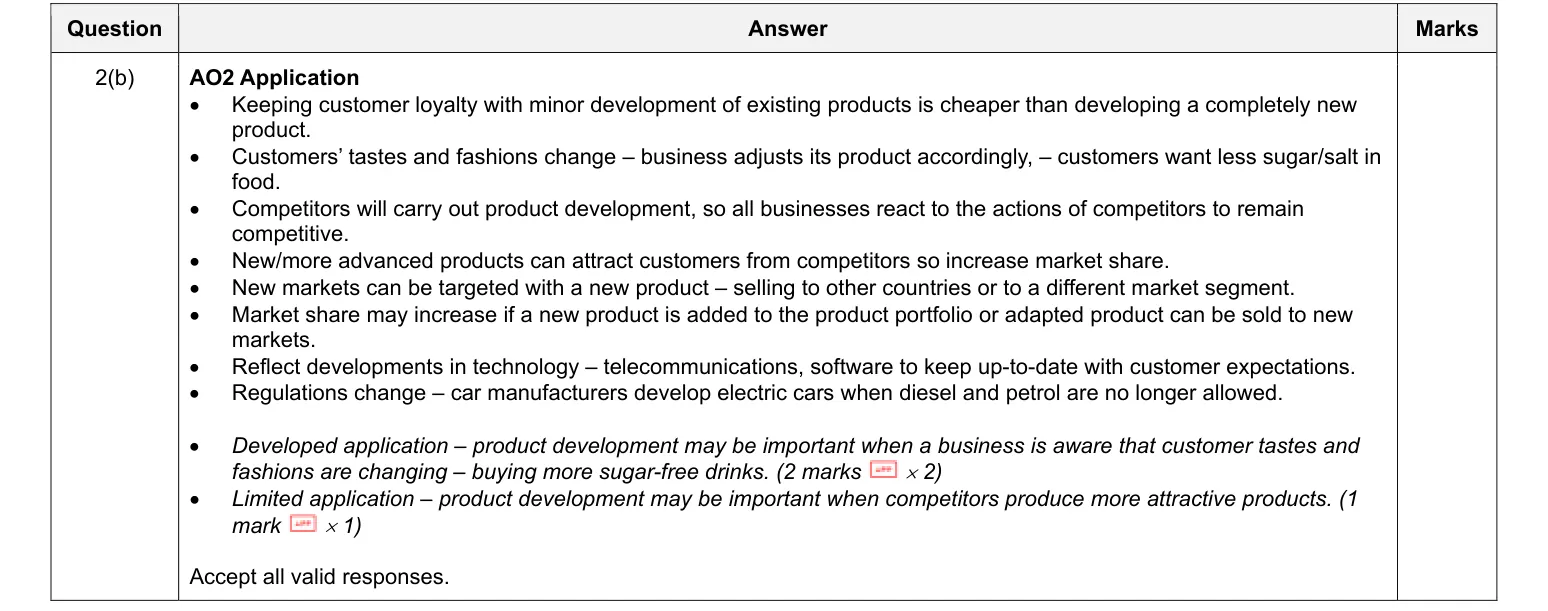 Question Answer Marks
2(b) AO2 Application
• Keeping customer loyalty with minor development of existing products is cheaper than developing a completely new
product.
• Customers’ tastes and fashions change – business adjusts its product accordingly, – customers want less sugar/salt in
food.
• Competitors will carry out product development, so all businesses react to the actions of competitors to remain
competitive.
• New/more advanced products can attract customers from competitors so increase market share.
• New markets can be targeted with a new product – selling to other countries or to a different market segment.
• Market share may increase if a new product is added to the product portfolio or adapted product can be sold to new
markets.
• Reflect developments in technology – telecommunications, software to keep up-to-date with customer expectations.
• Regulations change – car manufacturers develop electric cars when diesel and petrol are no longer allowed.
• Developed application – product development may be important when a business is aware that customer tastes and
fashions are changing – buying more sugar-free drinks. (2 marks × 2)
• Limited application – product development may be important when competitors produce more attractive products. (1
mark × 1)
Accept all valid responses.